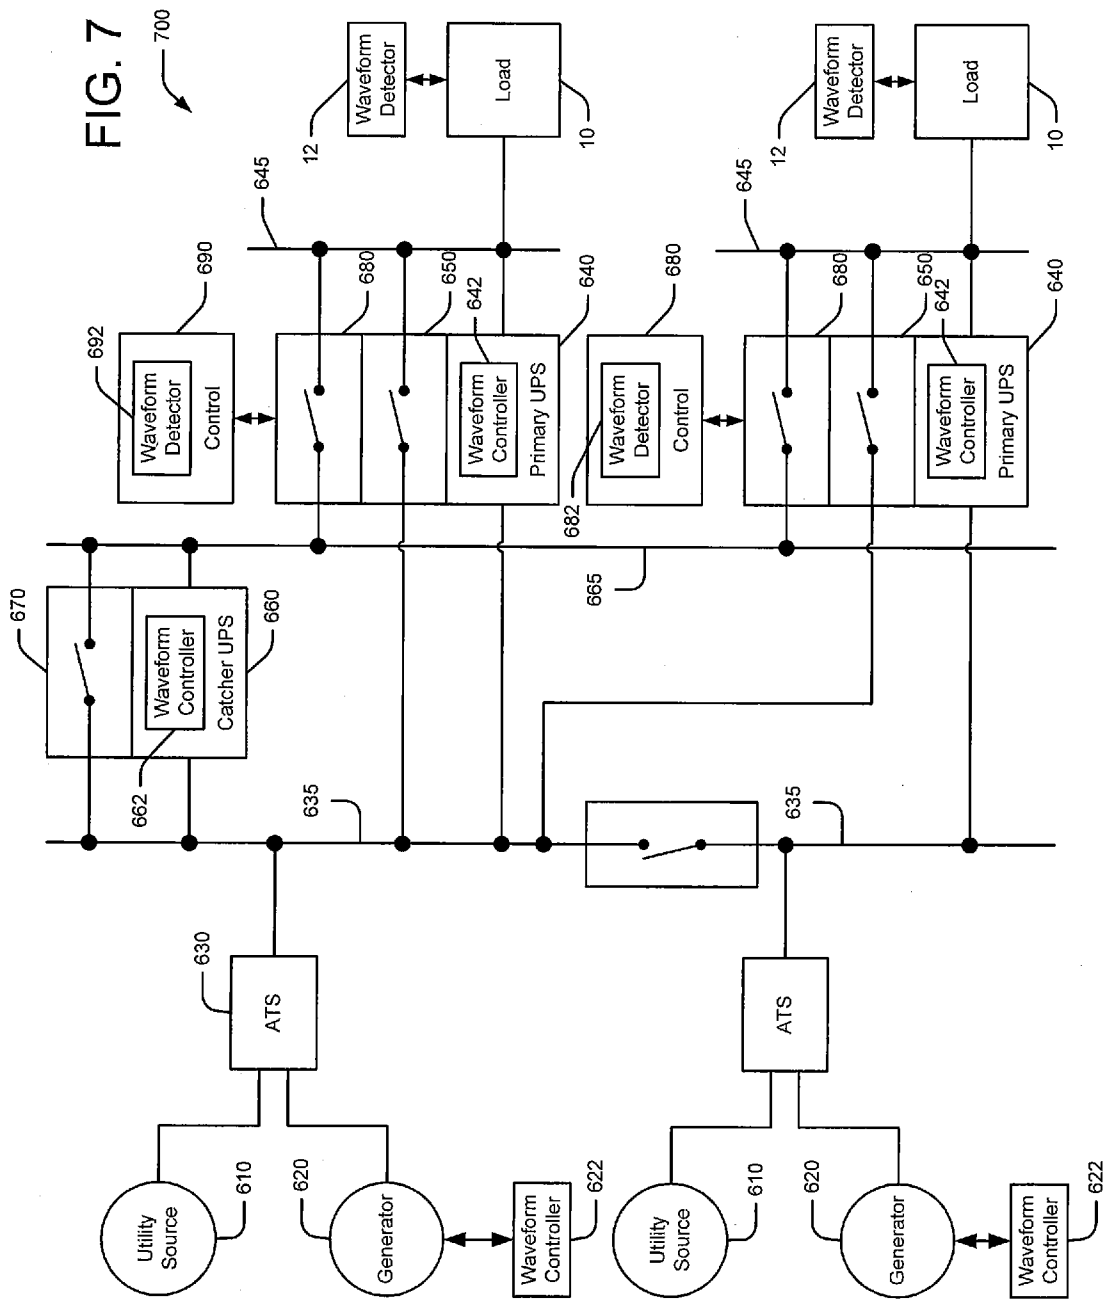 FIG. 7
700
Waveform
Detector
12
Load
10
645
690
692
Waveform
Detector
Control
680
650
642
640
Waveform
Controller
Primary UPS
670
Waveform
Controller
Catcher UPS
660
662
665
635
630
ATS
Utility
Source
610
620
Generator
Waveform
Controller
622
Waveform
Detector
12
Load
10
645
680
682
Waveform
Detector
Control
680
650
642
640
Waveform
Controller
Primary UPS
635
ATS
Utility
Source
610
620
Generator
Waveform
Controller
622